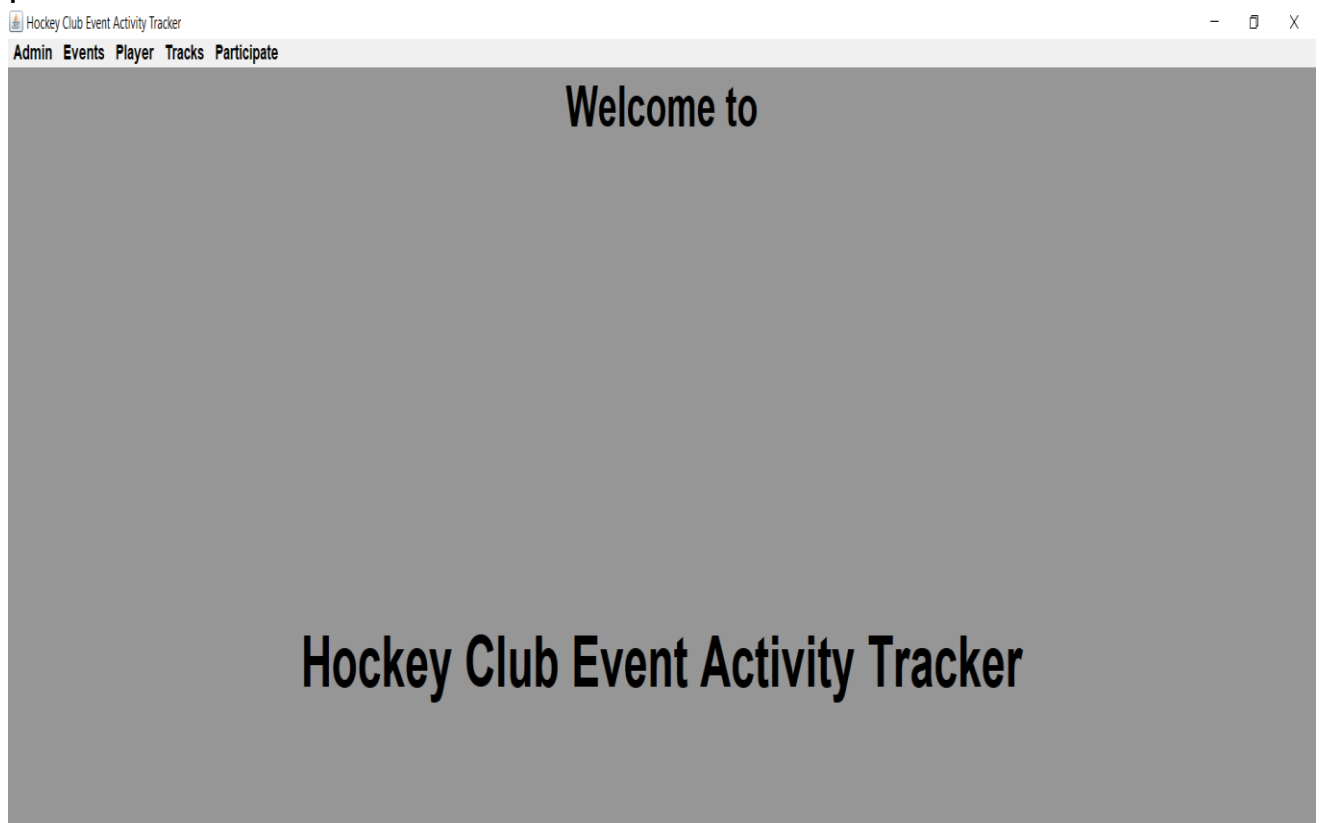 Hockey Club Event Activity Tracker
Admin Events Player Tracks Participate
Welcome to
Hockey Club Event Activity Tracker